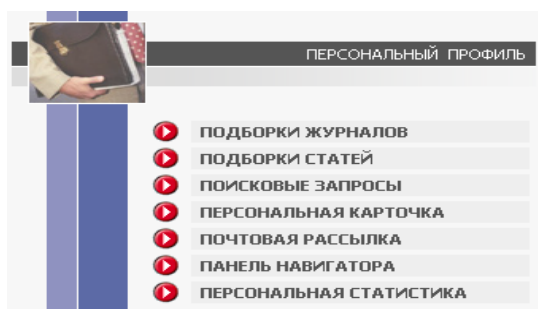 ПЕРСОНАЛЬНЫЙ ПРОФИЛЬ
ПОДБОРКИ ЖУРНАЛОВ
ПОДБОРКИ СТАТЕЙ
ПОИСКОВЫЕ ЗАПРОСЫ
ПЕРСОНАЛЬНАЯ КАРТОЧКА
ПОЧТОВАЯ РАССЫЛКА
ПАНЕЛЬ НАВИГАТОРА
ПЕРСОНАЛЬНАЯ СТАТИСТИКА